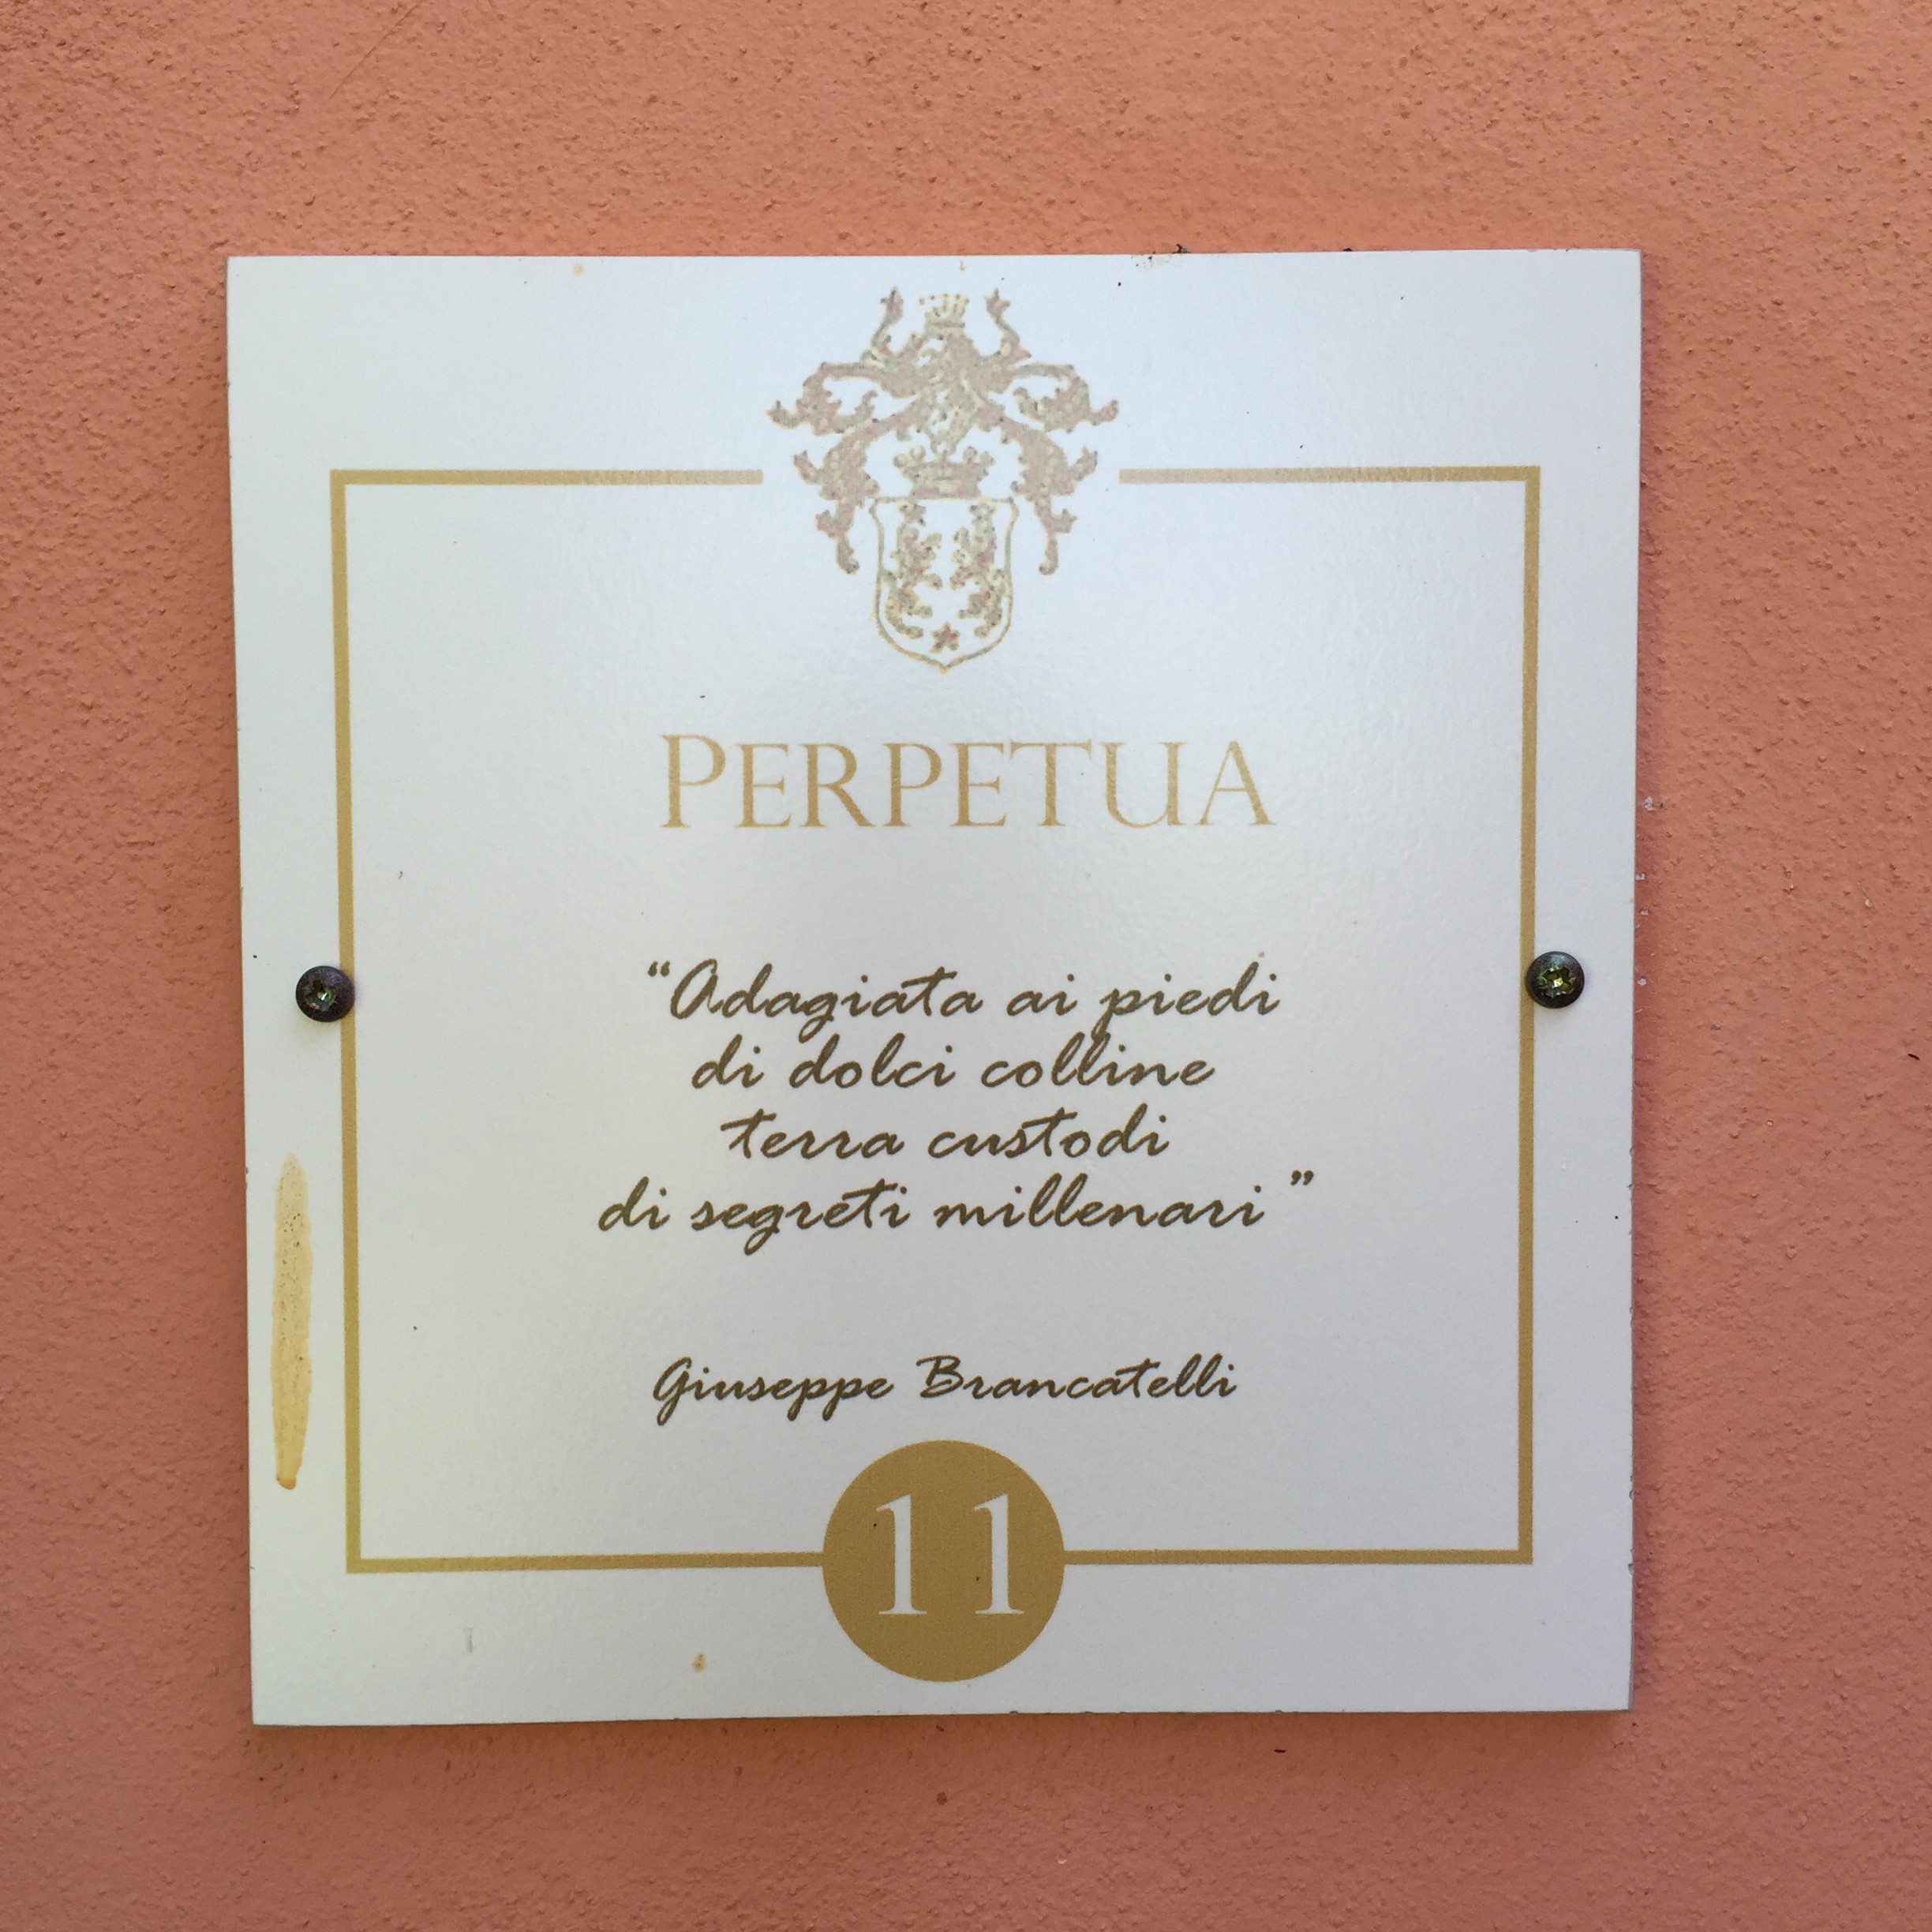 PERPETUA
“Adagiata ai piedi
di dolci colline
terra custodi
di segreti millenari”
Giuseppe Brancatelli
11